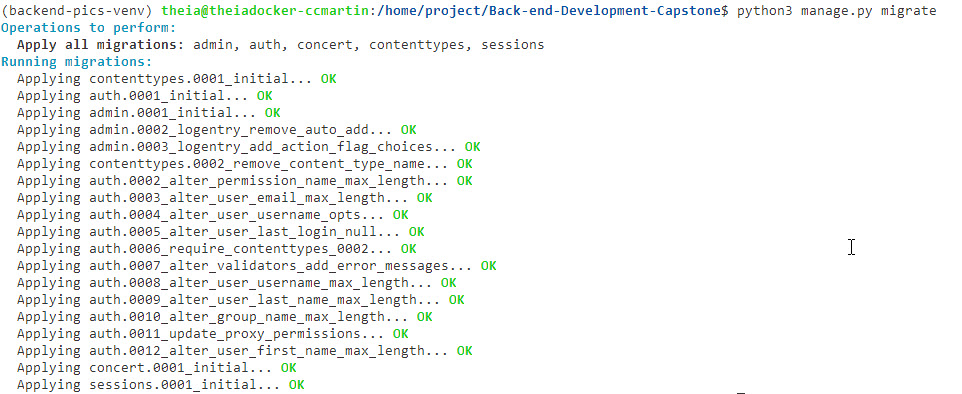 (backend-pics-venv) theia@theiadocker-ccmartin:/home/project/Back-end-Development-Capstone$ python3 manage.py migrate
Operations to perform:
  Apply all migrations: admin, auth, concert, contenttypes, sessions
Running migrations:
  Applying contenttypes.0001_initial... OK
  Applying auth.0001_initial... OK
  Applying admin.0001_initial... OK
  Applying admin.0002_logentry_remove_auto_add... OK
  Applying admin.0003_logentry_add_action_flag_choices... OK
  Applying contenttypes.0002_remove_content_type_name... OK
  Applying auth.0002_alter_permission_name_max_length... OK
  Applying auth.0003_alter_user_email_max_length... OK
  Applying auth.0004_alter_user_username_opts... OK
  Applying auth.0005_alter_user_last_login_null... OK
  Applying auth.0006_require_contenttypes_0002... OK
  Applying auth.0007_alter_validators_add_error_messages... OK
  Applying auth.0008_alter_user_username_max_length... OK
  Applying auth.0009_alter_user_last_name_max_length... OK
  Applying auth.0010_alter_group_name_max_length... OK
  Applying auth.0011_update_proxy_permissions... OK
  Applying auth.0012_alter_user_first_name_max_length... OK
  Applying concert.0001_initial... OK
  Applying sessions.0001_initial... OK